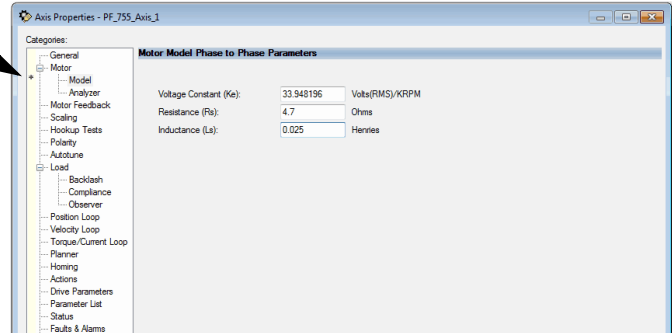 Axis Properties - PF_755_Axis_1
Categories:
General
Motor
Model
Analyzer
Motor Feedback
Scaling
Hookup Tests
Polarity
Autotune
Load
Backlash
Compliance
Observer
Position Loop
Velocity Loop
Torque/Current Loop
Planner
Homing
Actions
Drive Parameters
Parameter List
Status
Faults & Alarms
Motor Model Phase to Phase Parameters
Voltage Constant (Ke): 33.948196 Volts(RMS)/KRPM
Resistance (Rs): 4.7 Ohms
Inductance (Ls): 0.025 Henries